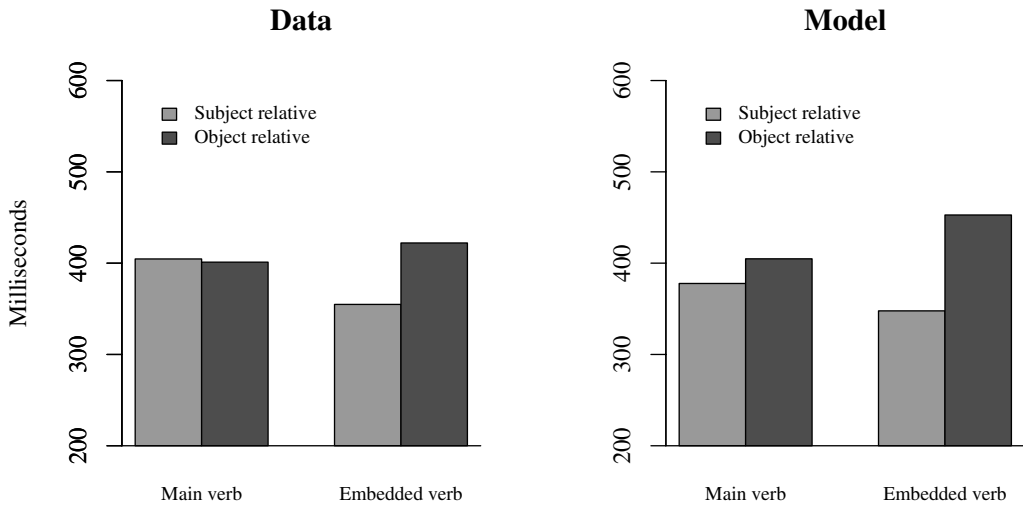 Data
Milliseconds
600
500
400
300
200
Subject relative
Object relative
Main verb
Embedded verb
Model
600
500
400
300
200
Subject relative
Object relative
Main verb
Embedded verb